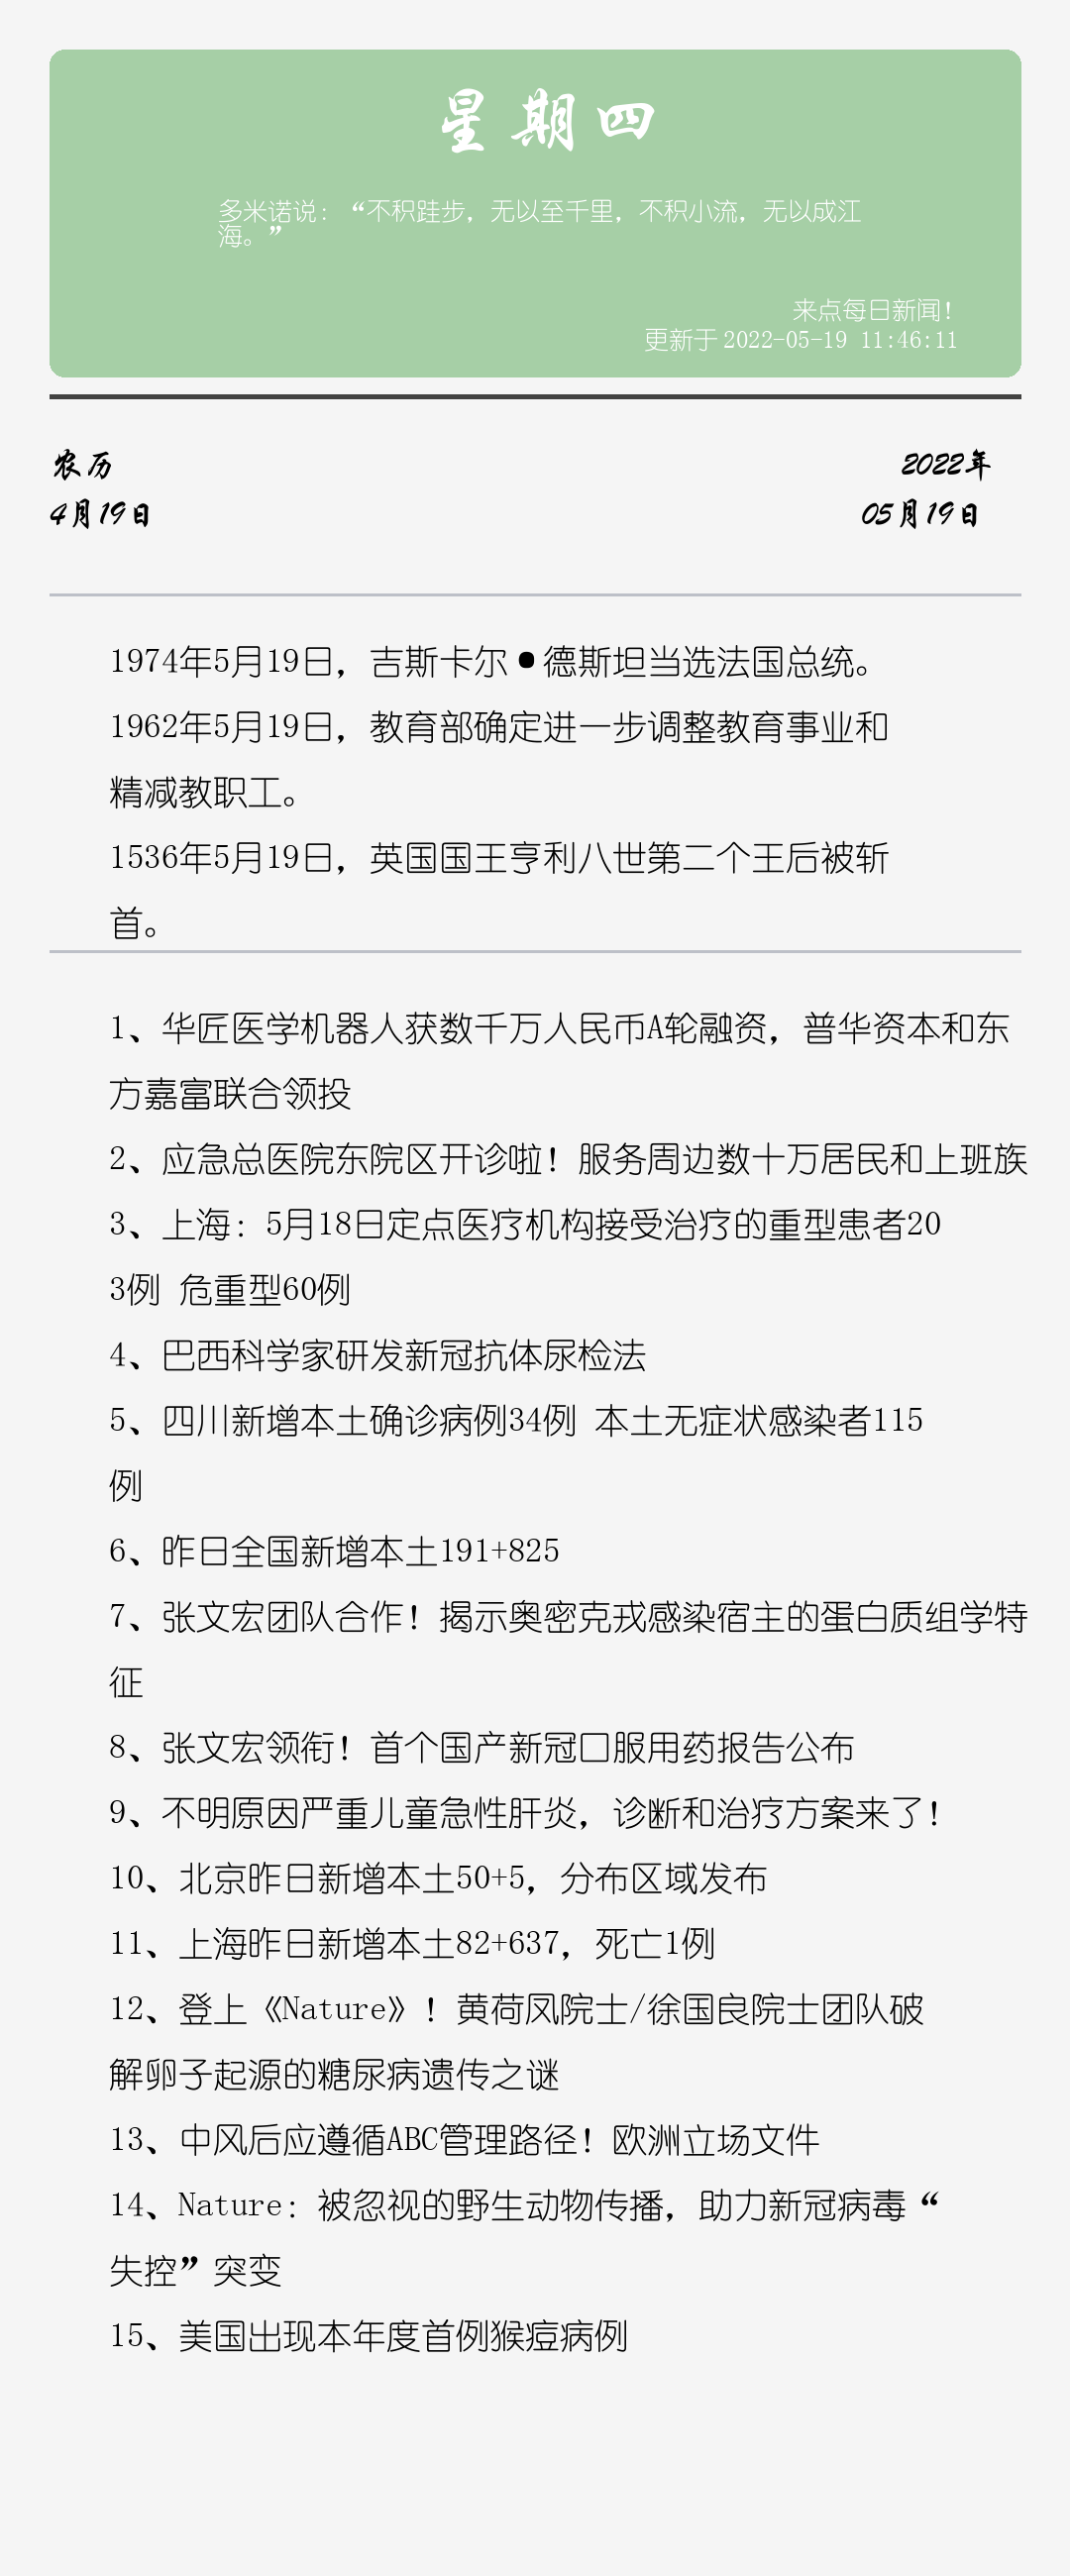 星期四
多米诺说：“不积跬步，无以至千里，不积小流，无以成江
海。”
来点每日新闻！
更新于2022-05-19 11:46:11
农历
2022年
4月19日
05月19日
1974年5月19日，吉斯卡尔•德斯坦当选法国总统。
1962年5月19日，教育部确定进一步调整教育事业和
精减教职工。
1536年5月19日，英国国王亨利八世第二个王后被斩
首。
1、华匠医学机器人获数千万人民币A轮融资，普华资本和东
方嘉富联合领投
2、应急总医院东院区开诊啦！服务周边数十万居民和上班族
3、上海：5月18日定点医疗机构接受治疗的重型患者20
3例 危重型60例
4、巴西科学家研发新冠抗体尿检法
5、四川新增本土确诊病例34例 本土无症状感染者115
例
6、昨日全国新增本土191+825
7、张文宏团队合作！揭示奥密克戎感染宿主的蛋白质组学特
征
8、张文宏领衔！首个国产新冠口服用药报告公布
9、不明原因严重儿童急性肝炎，诊断和治疗方案来了！
10、北京昨日新增本土50+5，分布区域发布
11、上海昨日新增本土82+637，死亡1例
12、登上《Nature》！黄荷凤院士/徐国良院士团队破
解卵子起源的糖尿病遗传之谜
13、中风后应遵循ABC管理路径！欧洲立场文件
14、Nature：被忽视的野生动物传播，助力新冠病毒“
失控”突变
15、美国出现本年度首例猴痘病例